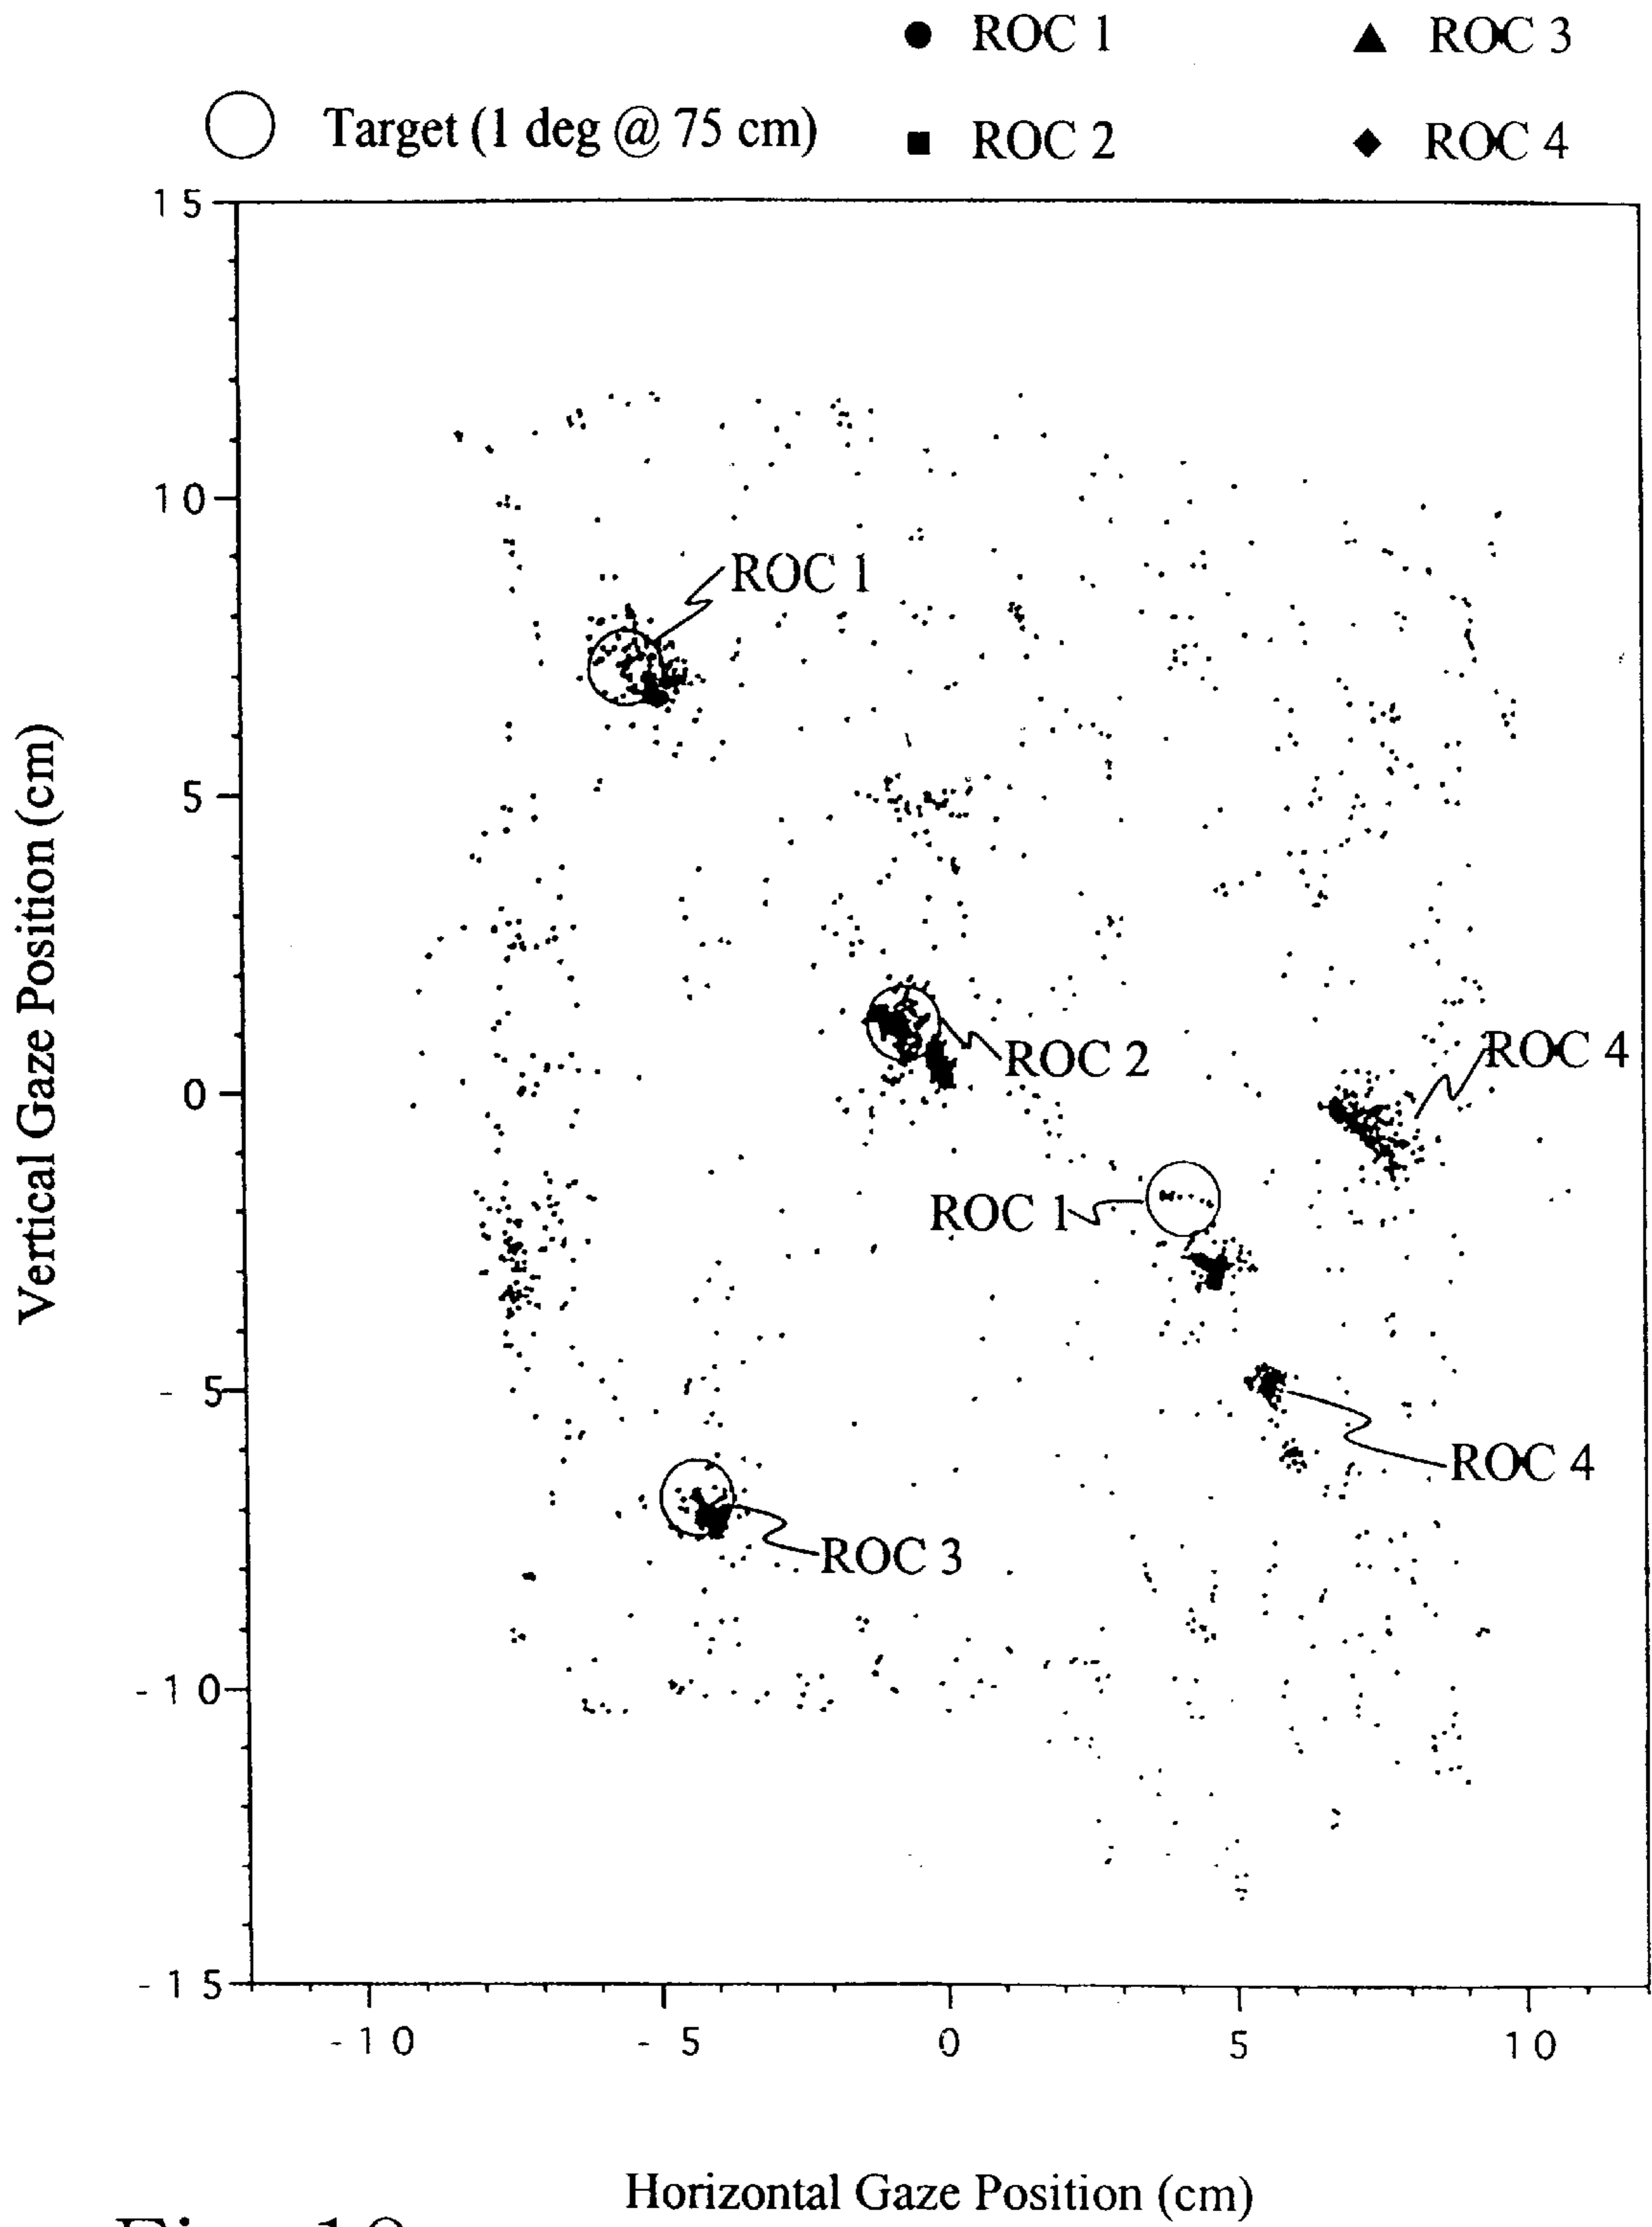 ROC 1
ROC 3
Target (1 deg @ 75 cm)
ROC 2
ROC 4
15
10
5
0
- 5
-10
-15
Vertical Gaze Position (cm)
ROC 1
ROC 2
ROC 4
ROC 1
ROC 4
ROC 3
-10
- 5
0
5
10
Horizontal Gaze Position (cm)